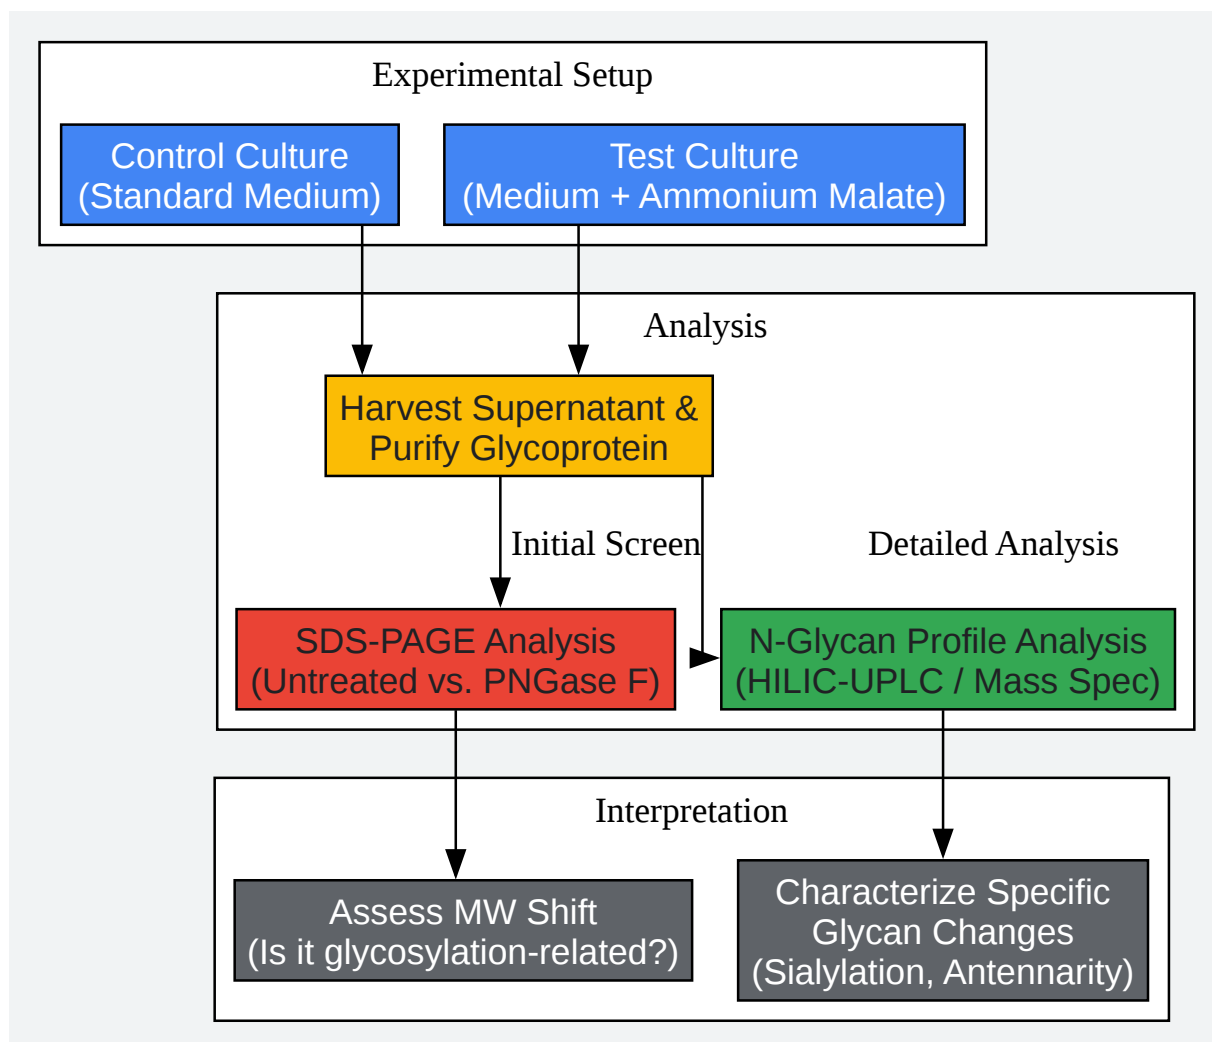 Experimental Setup
Control Culture
(Standard Medium)
Test Culture
(Medium + Ammonium Malate)
Analysis
Harvest Supernatant &
Purify Glycoprotein
Initial Screen
Detailed Analysis
SDS-PAGE Analysis
(Untreated vs. PNGase F)
N-Glycan Profile Analysis
(HILIC-UPLC / Mass Spec)
Interpretation
Assess MW Shift
(Is it glycosylation-related?)
Characterize Specific
Glycan Changes
(Sialylation, Antennarity)